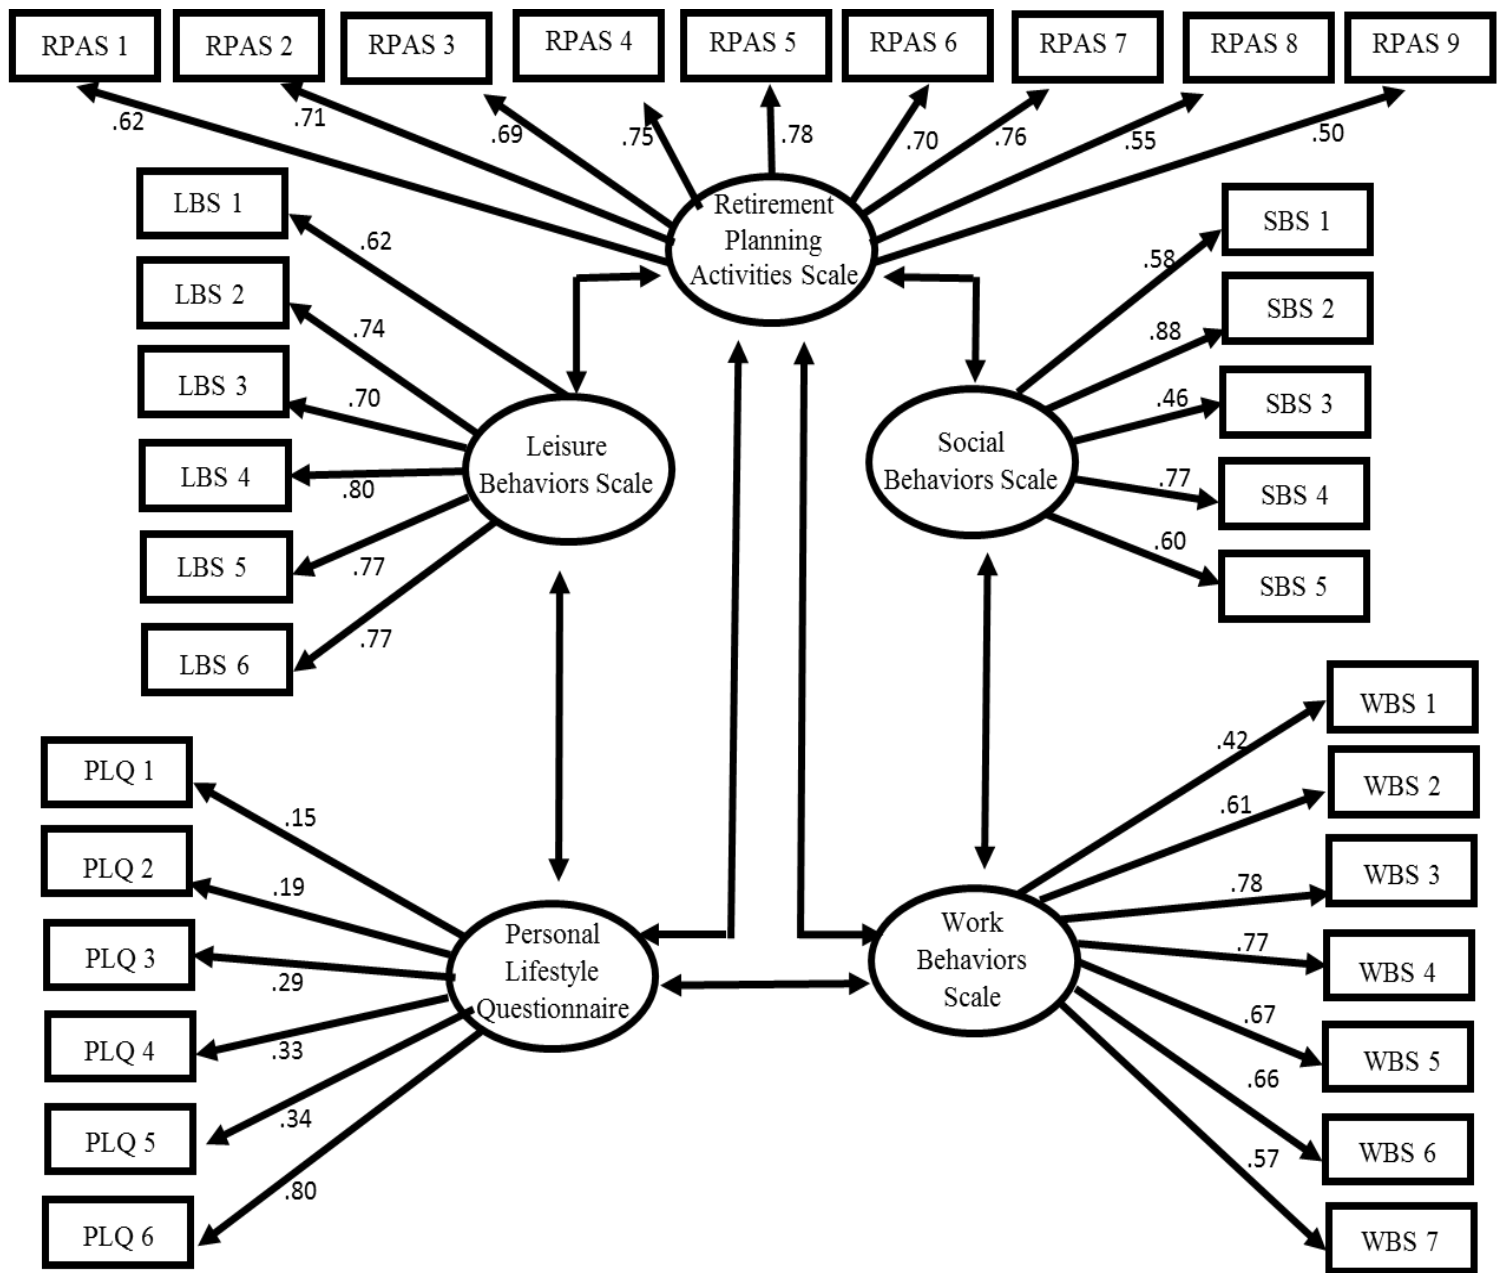 RPAS 1
RPAS 2
RPAS 3
RPAS 4
RPAS 5
RPAS 6
RPAS 7
RPAS 8
RPAS 9
.62
.71
.69
.75
.78
.70
.76
.55
.50
Retirement
Planning
Activities Scale
LBS 1
LBS 2
LBS 3
LBS 4
LBS 5
LBS 6
.62
.74
.70
.80
.77
.77
Leisure
Behaviors Scale
Social
Behaviors Scale
.58
.88
.46
.77
.60
SBS 1
SBS 2
SBS 3
SBS 4
SBS 5
PLQ 1
PLQ 2
PLQ 3
PLQ 4
PLQ 5
PLQ 6
.15
.19
.29
.33
.34
.80
Personal
Lifestyle
Questionnaire
Work
Behaviors
Scale
.42
.61
.78
.77
.67
.66
.57
WBS 1
WBS 2
WBS 3
WBS 4
WBS 5
WBS 6
WBS 7